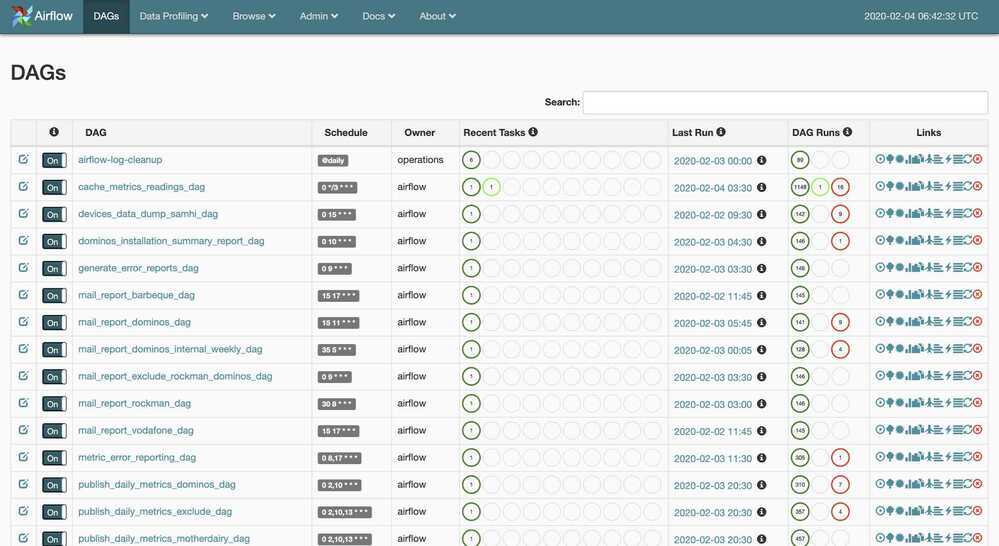 Airflow DAGs Data Profiling Browse Admin Docs About 2020-02-04 06:42:32 UTC
DAGs
Search:
DAG Schedule Owner Recent Tasks Last Run DAG Runs Links
On airflow-log-cleanup @daily operations 6 2020-02-03 00:00 89
On cache_metrics_readings_dag 0 */3 * * * airflow 1 1 2020-02-04 03:30 1148 1 16
On devices_data_dump_samhi_dag 0 15 * * * airflow 1 2020-02-02 09:30 142 9
On dominos_installation_summary_report_dag 0 10 * * * airflow 1 2020-02-03 04:30 146 1
On generate_error_reports_dag 0 9 * * * airflow 1 2020-02-03 03:30 146
On mail_report_barbeque_dag 15 17 * * * airflow 1 2020-02-02 11:45 145
On mail_report_dominos_dag 15 11 * * * airflow 1 2020-02-03 05:45 141
On mail_report_dominos_internal_weekly_dag 35 5 * * * airflow 1 2020-02-03 00:05 128 4
On mail_report_exclude_rockman_dominos_dag 0 9 * * * airflow 1 2020-02-03 03:30 146
On mail_report_rockman_dag 30 8 * * * airflow 1 2020-02-03 03:00 146
On mail_report_vodafone_dag 15 17 * * * airflow 1 2020-02-02 11:45 145
On metric_error_reporting_dag 0 8,17 * * * airflow 1 2020-02-03 11:30 305 1
On publish_daily_metrics_dominos_dag 0 2,10 * * * airflow 1 2020-02-03 20:30 310 7
On publish_daily_metrics_exclude_dag 0 2,10,13 * * * airflow 1 2020-02-03 20:30 357 4
On publish_daily_metrics_motherdairy_dag 0 2,10,13 * * * airflow 1 2020-02-03 20:30 457